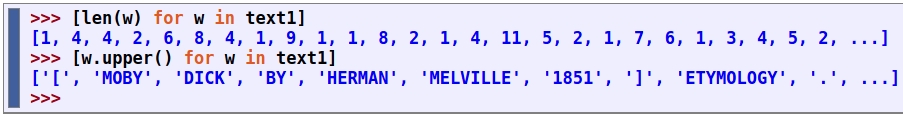 >>> [len(w) for w in text1]
[1, 4, 4, 2, 6, 8, 4, 1, 9, 1, 1, 8, 2, 1, 4, 11, 5, 2, 1, 7, 6, 1, 3, 4, 5, 2, ...]
>>> [w.upper() for w in text1]
['[', 'MOBY', 'DICK', 'BY', 'HERMAN', 'MELVILLE', '1851', ']', 'ETYMOLOGY', '.', ...]
>>>